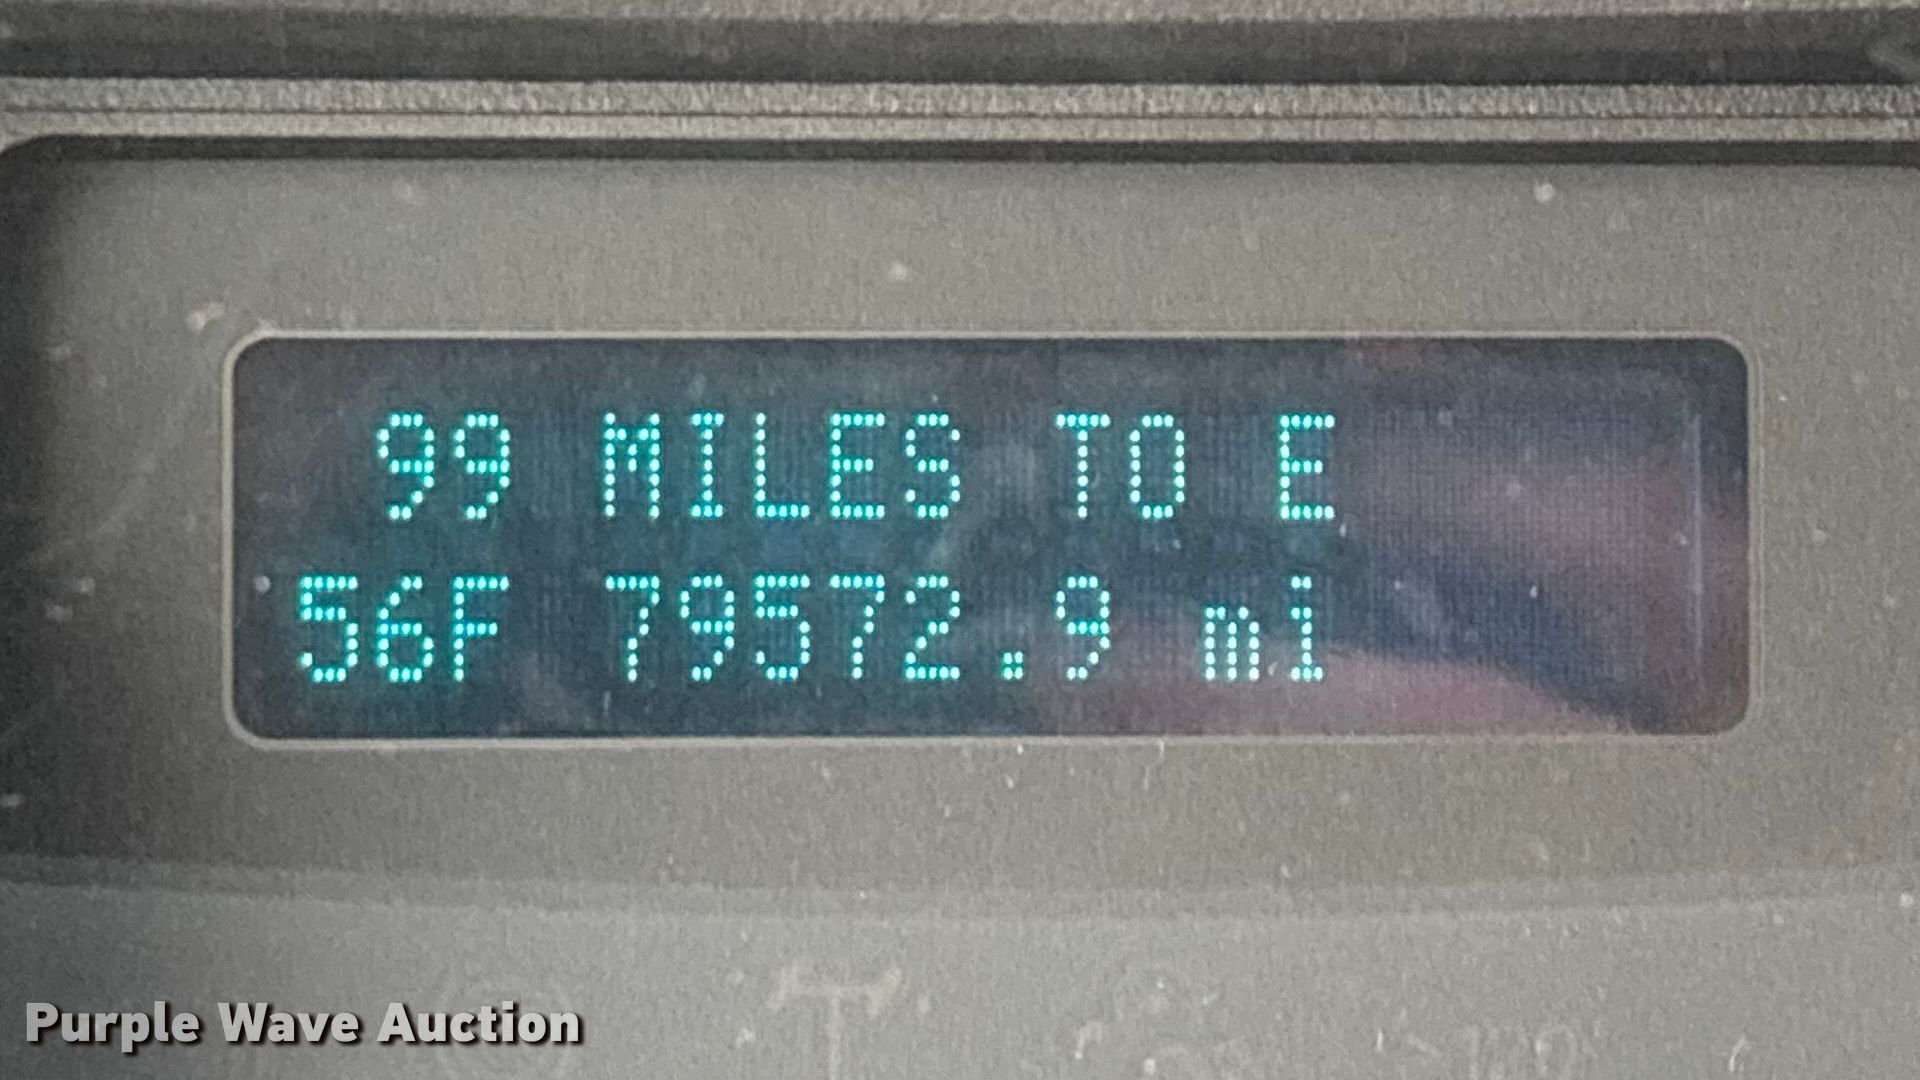 99 MILES TO E
56F 79572.9 mi
Purple Wave Auction